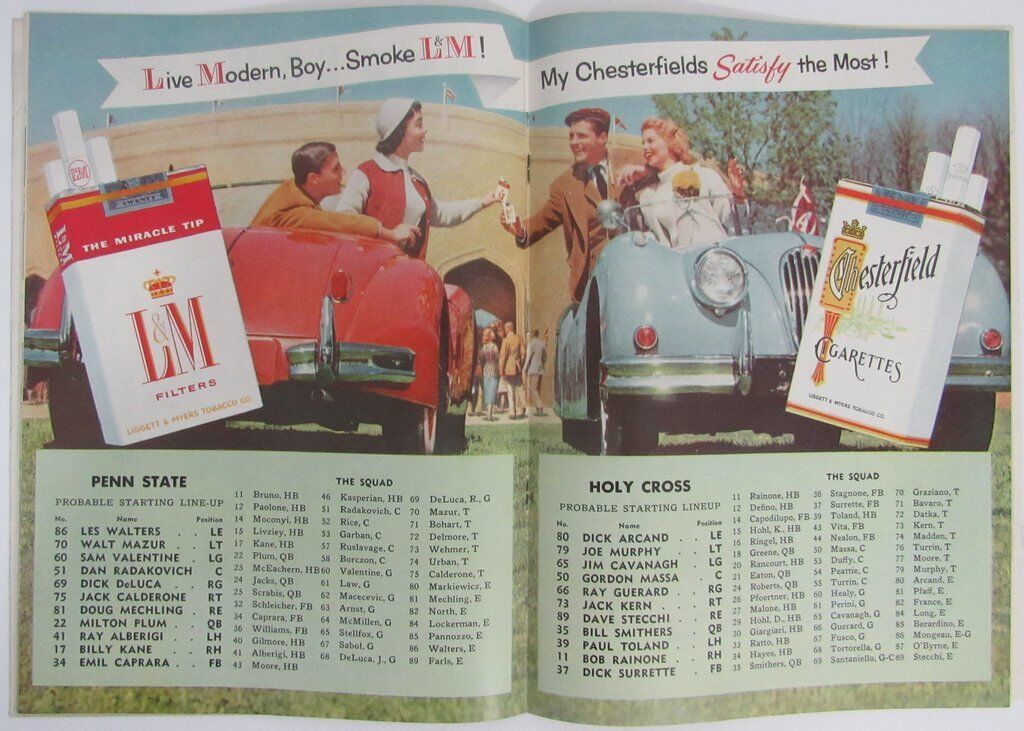 Live Modern, Boy...Smoke L&M!
My Chesterfields Satisfy the Most!
TWENTY
THE MIRACLE TIP
L&M
FILTERS
LIGGETT & MYERS TOBACCO CO.
Chesterfield
CIGARETTES
LIGGETT & MYERS TOBACCO CO.
PENN STATE
PROBABLE STARTING LINE-UP
No. Name Position
86 LES WALTERS . . LE
70 WALT MAZUR . . LT
60 SAM VALENTINE . LG
51 DAN RADAKOVICH . C
69 DICK DeLUCA . . RG
75 JACK CALDERONE . RT
81 DOUG MECHLING . RE
22 MILTON PLUM . . QB
41 RAY ALBERIGI . . LH
17 BILLY KANE . . RH
34 EMIL CAPRARA . . FB
THE SQUAD
11 Bruno, HB
12 Paolone, HB
14 Moconyi, HB
15 Livziey, HB
17 Kane, HB
22 Plum, QB
23 McEachern, HB
24 Jacks, QB
25 Scrabis, QB
32 Schleicher, FB
34 Caprara, FB
36 Williams, FB
40 Gilmore, HB
41 Alberigi, HB
43 Moore, HB
46 Kasperian, HB
51 Radakovich, C
52 Rice, C
53 Garban, C
57 Ruslavage, C
58 Borczon, C
60 Valentine, G
61 Law, G
62 Macecevic, G
63 Arnst, G
64 McMillen, G
65 Stellfox, G
67 Sabol, G
68 DeLuca, J., G
69 DeLuca, R., G
70 Mazur, T
71 Bohart, T
72 Delmore, T
73 Wehmer, T
74 Urban, T
75 Calderone, T
80 Markiewicz, E
81 Mechling, E
82 North, E
84 Lockerman, E
85 Pannozzo, E
86 Walters, E
89 Farls, E
HOLY CROSS
PROBABLE STARTING LINEUP
No. Name Position
80 DICK ARCAND . . LE
79 JOE MURPHY . . LT
65 JIM CAVANAGH . LG
50 GORDON MASSA . C
66 RAY GUERARD . . RG
73 JACK KERN . . RT
89 DAVE STECCHI . . RE
35 BILL SMITHERS . QB
39 PAUL TOLAND . . LH
11 BOB RAINONE . . RH
37 DICK SURRETTE . FB
THE SQUAD
11 Rainone, HB
12 Defino, HB
14 Capodilupo, FB
15 Hohl, K., HB
16 Ringel, HB
18 Greene, QB
20 Rancourt, HB
21 Eaton, QB
24 Roberts, QB
26 Pfoertner, HB
27 Malone, HB
29 Hohl, D., HB
30 Giargiari, HB
33 Ratto, HB
34 Hayes, HB
35 Smithers, QB
36 Stagnone, FB
37 Surrette, FB
39 Toland, HB
43 Vita, FB
44 Nealon, FB
50 Massa, C
53 Duffy, C
54 Peattie, C
55 Turrin, C
60 Healy, G
61 Perini, G
65 Cavanagh, G
66 Guerard, G
67 Fusco, G
68 Tortorella, G
69 Santaniello, G-C
70 Graziano, T
71 Bavaro, T
72 Datka, T
73 Kern, T
74 Madden, T
76 Turrin, T
77 Moore, T
79 Murphy, T
80 Arcand, E
81 Pfaff, E
82 France, E
84 Long, E
85 Berardino, E
86 Mongeau, E-G
87 O'Byrne, E
89 Stecchi, E